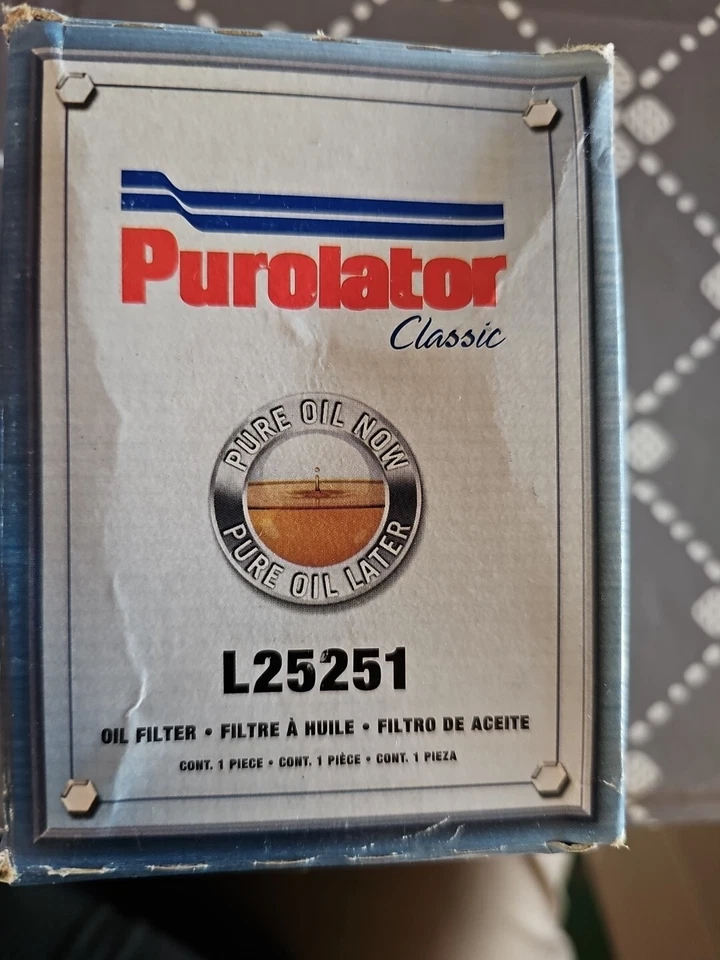 Purolator
Classic
PURE OIL NOW
PURE OIL LATER
L25251
OIL FILTER • FILTRE À HUILE • FILTRO DE ACEITE
CONT. 1 PIECE • CONT. 1 PIÈCE • CONT. 1 PIEZA